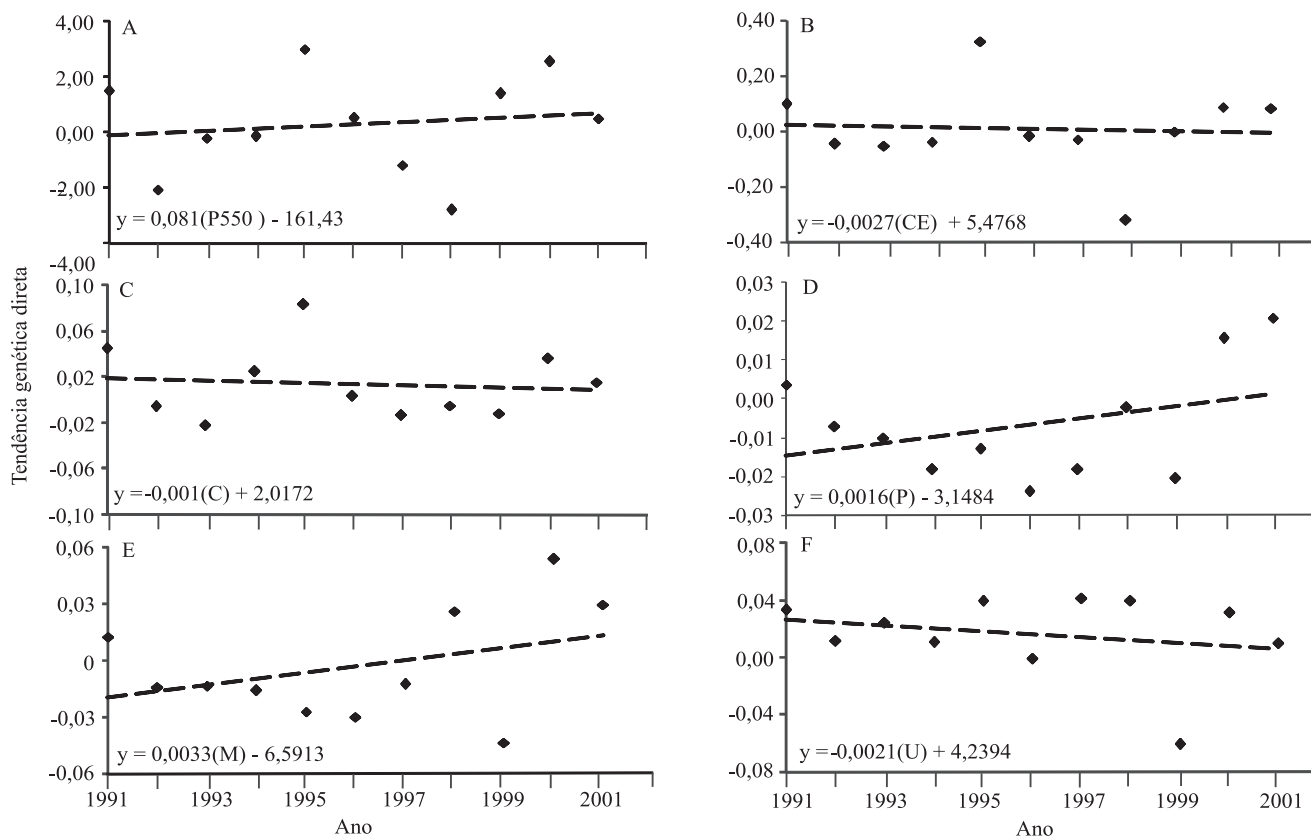 Tendência genética direta
A
4,00
2,00
0,00
-2,00
-4,00
y = 0,081(P550 ) - 161,43
B
0,40
0,20
0,00
-0,20
-0,40
y =-0,0027(CE) + 5,4768
C
0,10
0,06
0,02
-0,02
-0,06
-0,10
y =-0,001(C) + 2,0172
D
0,03
0,02
0,01
0,00
-0,01
-0,02
-0,03
y = 0,0016(P) - 3,1484
E
0,06
0,03
0
-0,03
-0,06
y = 0,0033(M) - 6,5913
1991 1993 1995 1997 1999 2001
Ano
F
0,08
0,04
0,00
-0,04
-0,08
y =-0,0021(U) + 4,2394
1991 1993 1995 1997 1999 2001
Ano